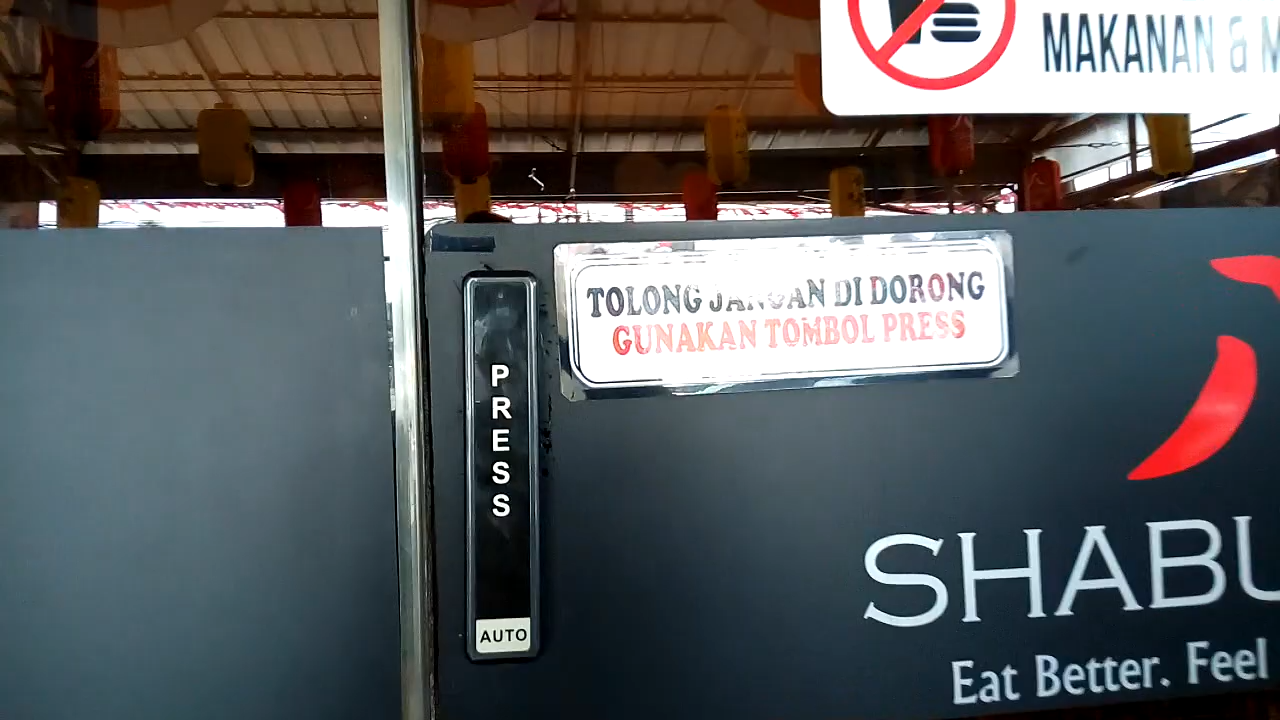 MAKANAN &
TOLONG JANGAN DI DORONG
GUNAKAN TOMBOL PRESS
PRESS
AUTO
SHABU
Eat Better. Feel